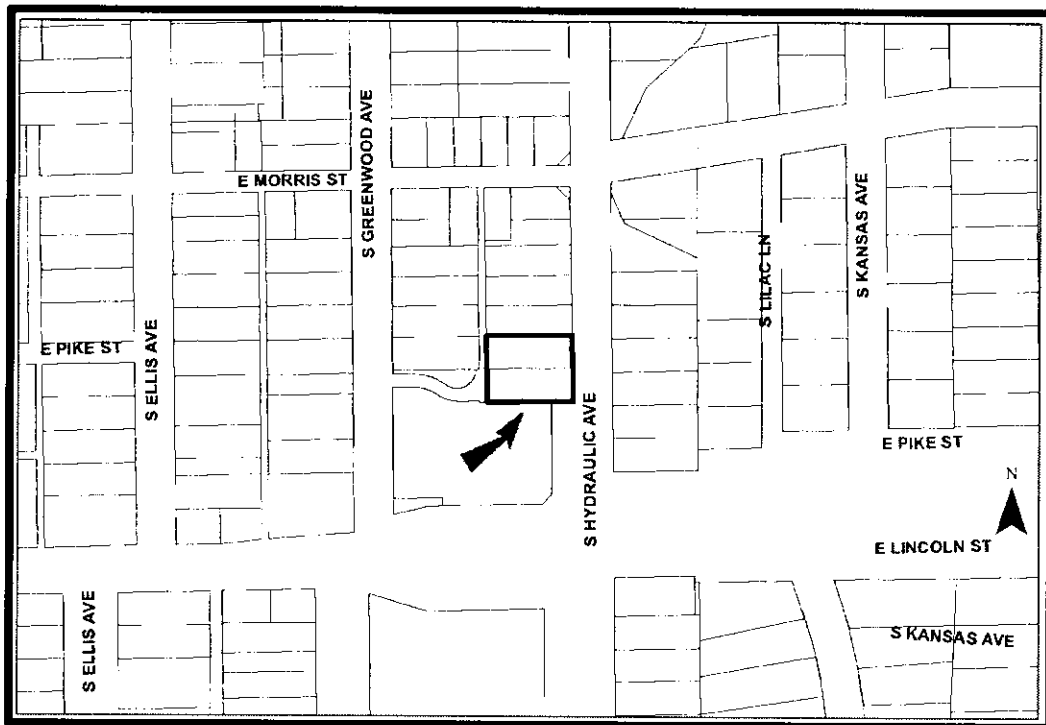 S GREENWOOD AVE
E MORRIS ST
S KANSAS AVE
S LILAC LN
E PIKE ST
S ELLIS AVE
S HYDRAULIC AVE
E PIKE ST
N
E LINCOLN ST
S ELLIS AVE
S KANSAS AVE